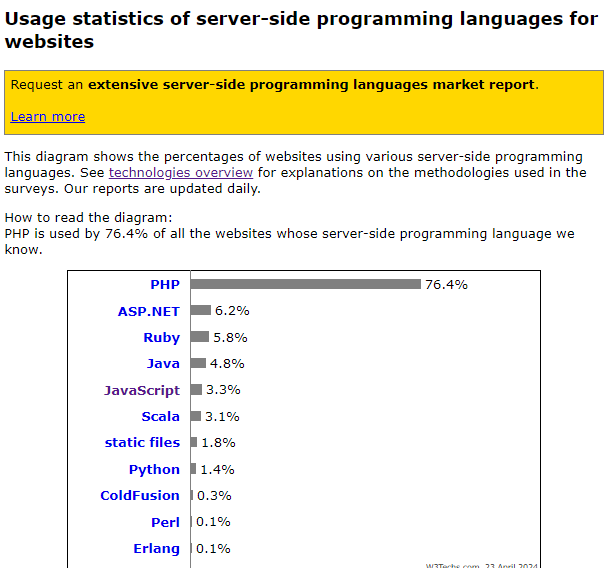 Usage statistics of server-side programming languages for
websites
Request an extensive server-side programming languages market report.
Learn more
This diagram shows the percentages of websites using various server-side programming
languages. See technologies overview for explanations on the methodologies used in the
surveys. Our reports are updated daily.
How to read the diagram:
PHP is used by 76.4% of all the websites whose server-side programming language we
know.
PHP 76.4%
ASP.NET 6.2%
Ruby 5.8%
Java 4.8%
JavaScript 3.3%
Scala 3.1%
static files 1.8%
Python 1.4%
ColdFusion 0.3%
Perl 0.1%
Erlang 0.1%
W3Techs.com, 23 April 2024